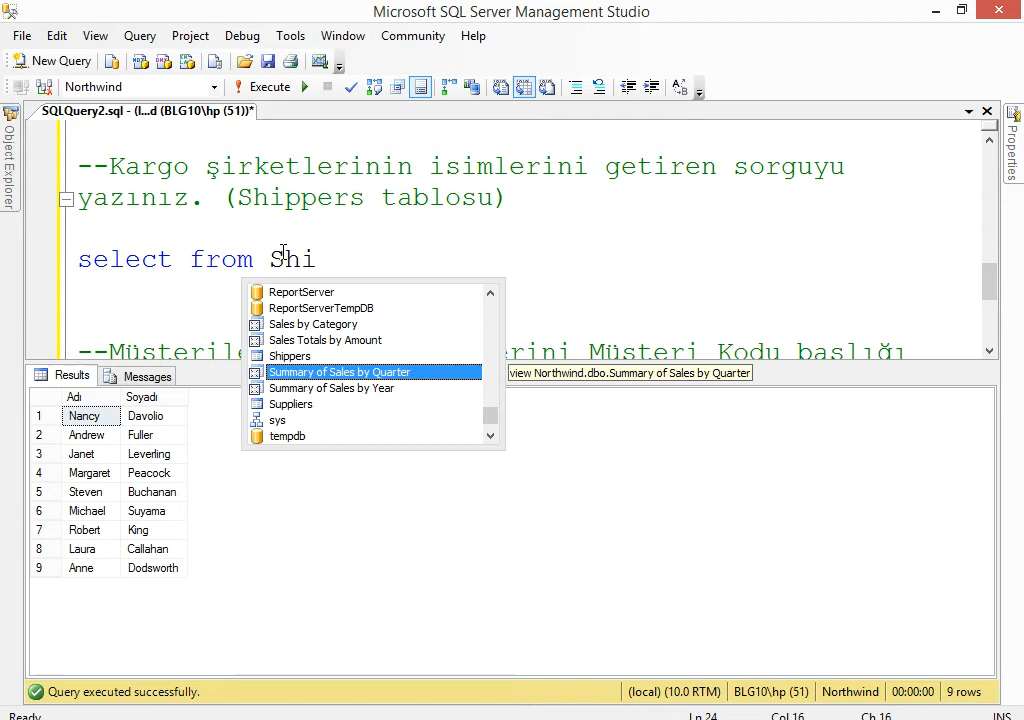 Microsoft SQL Server Management Studio
File Edit View Query Project Debug Tools Window Community Help
New Query
Northwind Execute
SQLQuery2.sql - (l...d (BLG10\hp (51))*
Object Explorer
Properties
--Kargo şirketlerinin isimlerini getiren sorguyu
yazınız. (Shippers tablosu)
select from Shi
ReportServer
ReportServerTempDB
Sales by Category
Sales Totals by Amount
Shippers
Summary of Sales by Quarter
view Northwind.dbo.Summary of Sales by Quarter
Summary of Sales by Year
Suppliers
sys
tempdb
Results Messages
Adı Soyadı
1 Nancy Davolio
2 Andrew Fuller
3 Janet Leverling
4 Margaret Peacock
5 Steven Buchanan
6 Michael Suyama
7 Robert King
8 Laura Callahan
9 Anne Dodsworth
Query executed successfully. (local) (10.0 RTM) BLG10\hp (51) Northwind 00:00:00 9 rows
Ready Ln 24 Col 16 Ch 16 INS